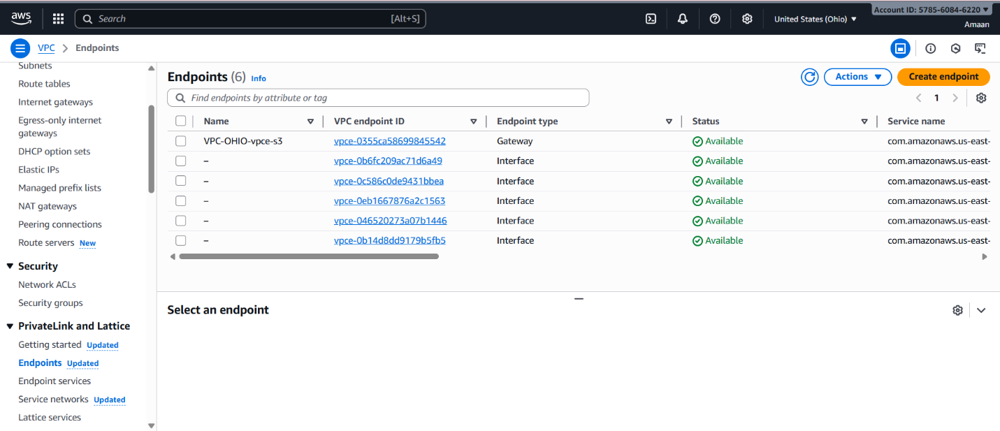 aws
Search [Alt+S]
United States (Ohio)
Account ID: 5785-6084-6220
Amaan
VPC Endpoints
Subnets
Route tables
Internet gateways
Egress-only internet
gateways
DHCP option sets
Elastic IPs
Managed prefix lists
NAT gateways
Peering connections
Route servers New
Security
Network ACLs
Security groups
PrivateLink and Lattice
Getting started Updated
Endpoints Updated
Endpoint services
Service networks Updated
Lattice services
Endpoints (6) Info
Actions
Create endpoint
Find endpoints by attribute or tag
1
Name VPC endpoint ID Endpoint type Status Service name
VPC-OHIO-vpce-s3 vpce-0355ca58699845542 Gateway Available com.amazonaws.us-east-
– vpce-0b6fc209ac71d6a49 Interface Available com.amazonaws.us-east-
– vpce-0c586c0de9431bbea Interface Available com.amazonaws.us-east-
– vpce-0eb1667876a2c1563 Interface Available com.amazonaws.us-east-
– vpce-046520273a07b1446 Interface Available com.amazonaws.us-east-
– vpce-0b14d8dd9179b5fb5 Interface Available com.amazonaws.us-east-
Select an endpoint